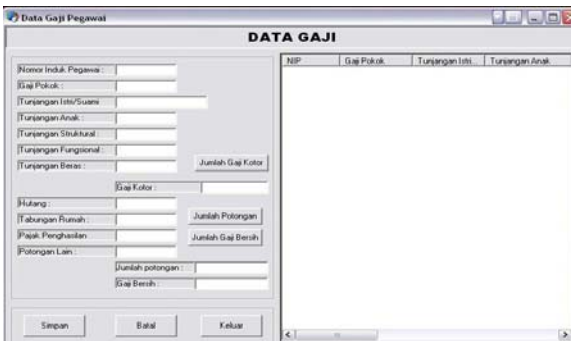 Data Gaji Pegawai
DATA GAJI
Nomor Induk Pegawai :
Gaji Pokok :
Tunjangan Istri/Suami
Tunjangan Anak :
Tunjangan Struktural :
Tunjangan Fungsional :
Tunjangan Beras :
Jumlah Gaji Kotor
Gaji Kotor :
Hutang :
Tabungan Rumah :
Jumlah Potongan
Pajak Penghasilan
Jumlah Gaji Bersih
Potongan Lain :
Jumlah potongan :
Gaji Bersih :
Simpan Batal Keluar
NIP Gaji Pokok Tunjangan Istri... Tunjangan Anak